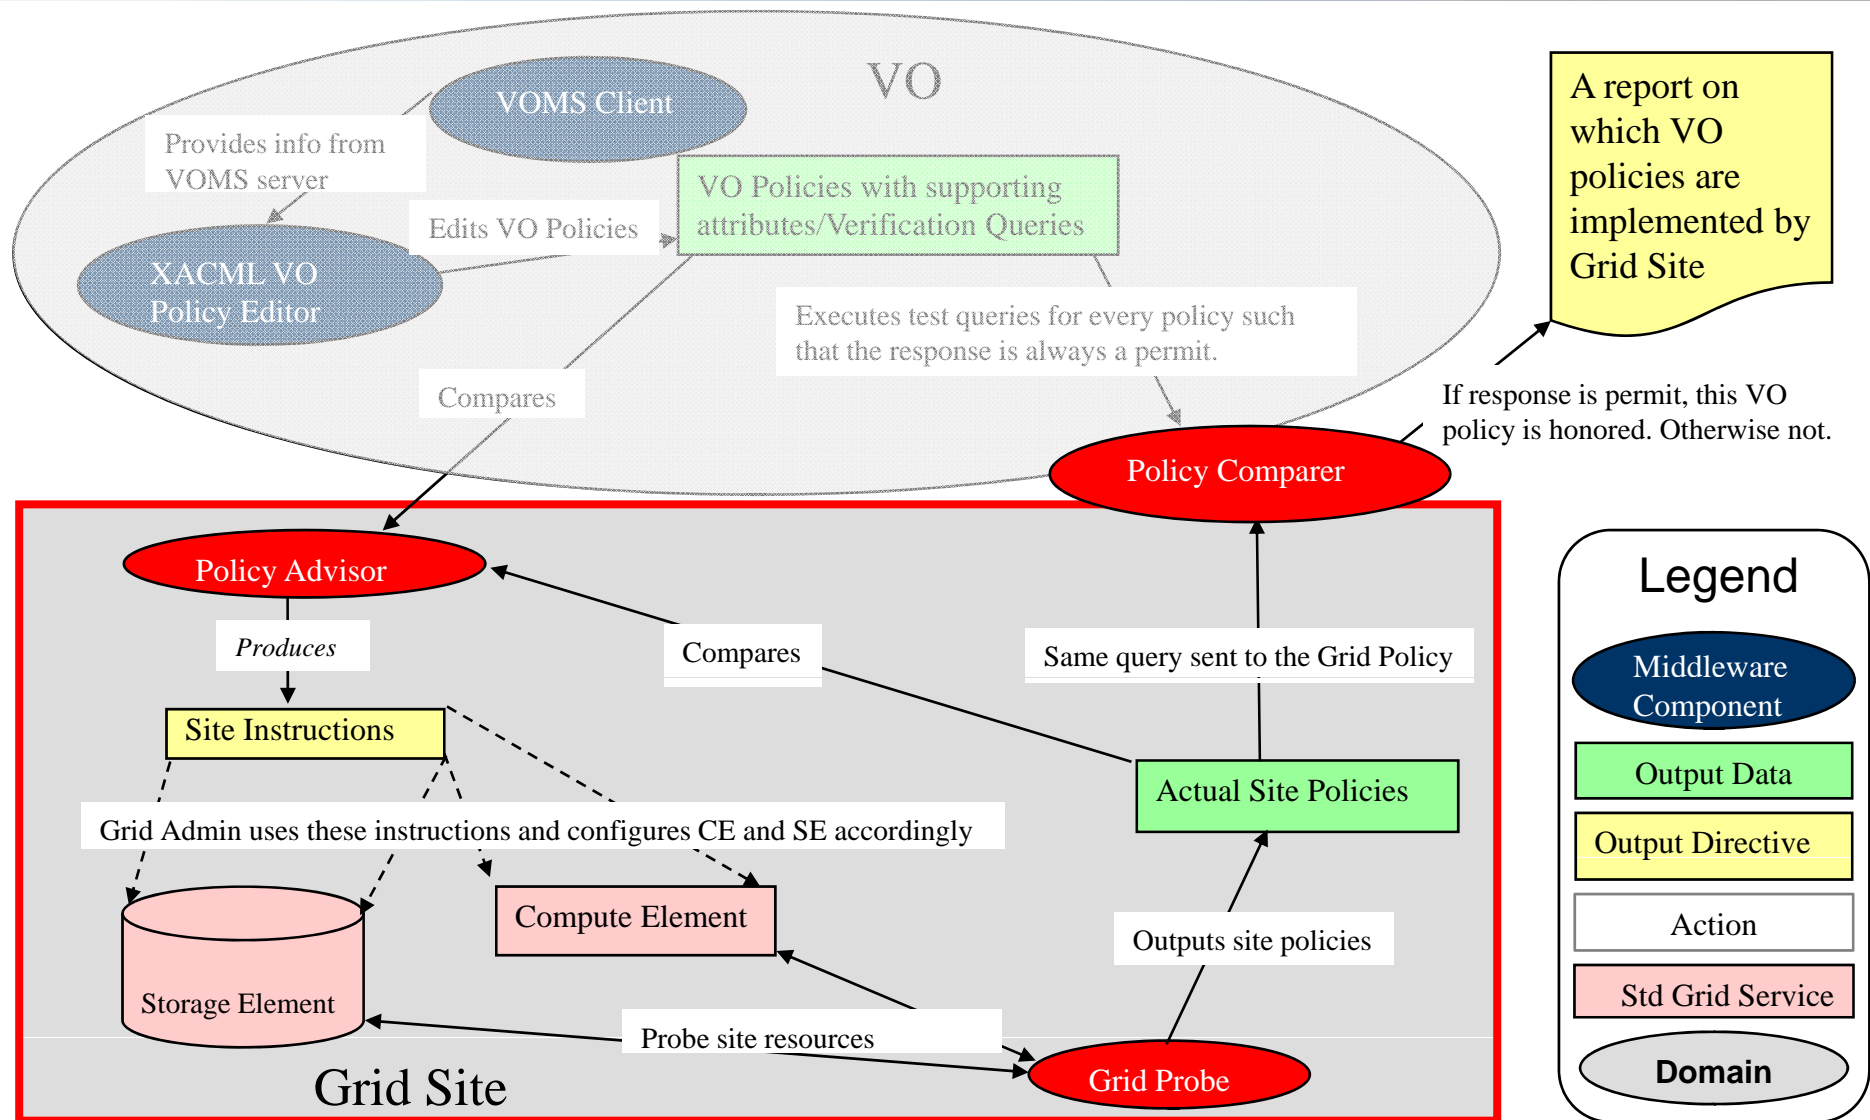 VO
VOMS Client
Provides info from
VOMS server
VO Policies with supporting
attributes/Verification Queries
Edits VO Policies
XACML VO
Policy Editor
Executes test queries for every policy such
that the response is always a permit.
Compares
A report on
which VO
policies are
implemented by
Grid Site
If response is permit, this VO
policy is honored. Otherwise not.
Policy Comparer
Policy Advisor
Produces
Compares
Same query sent to the Grid Policy
Site Instructions
Actual Site Policies
Grid Admin uses these instructions and configures CE and SE accordingly
Compute Element
Outputs site policies
Storage Element
Probe site resources
Grid Probe
Grid Site
Legend
Middleware
Component
Output Data
Output Directive
Action
Std Grid Service
Domain